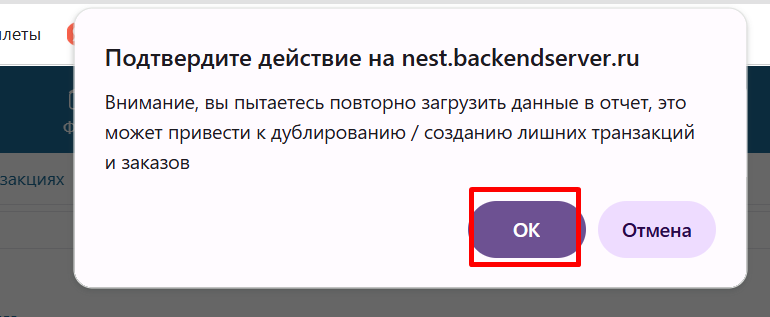 леты
Подтвердите действие на nest.backendserver.ru
Внимание, вы пытаетесь повторно загрузить данные в отчет, это
может привести к дублированию / созданию лишних транзакций
и заказов
закциях
ОК
Отмена